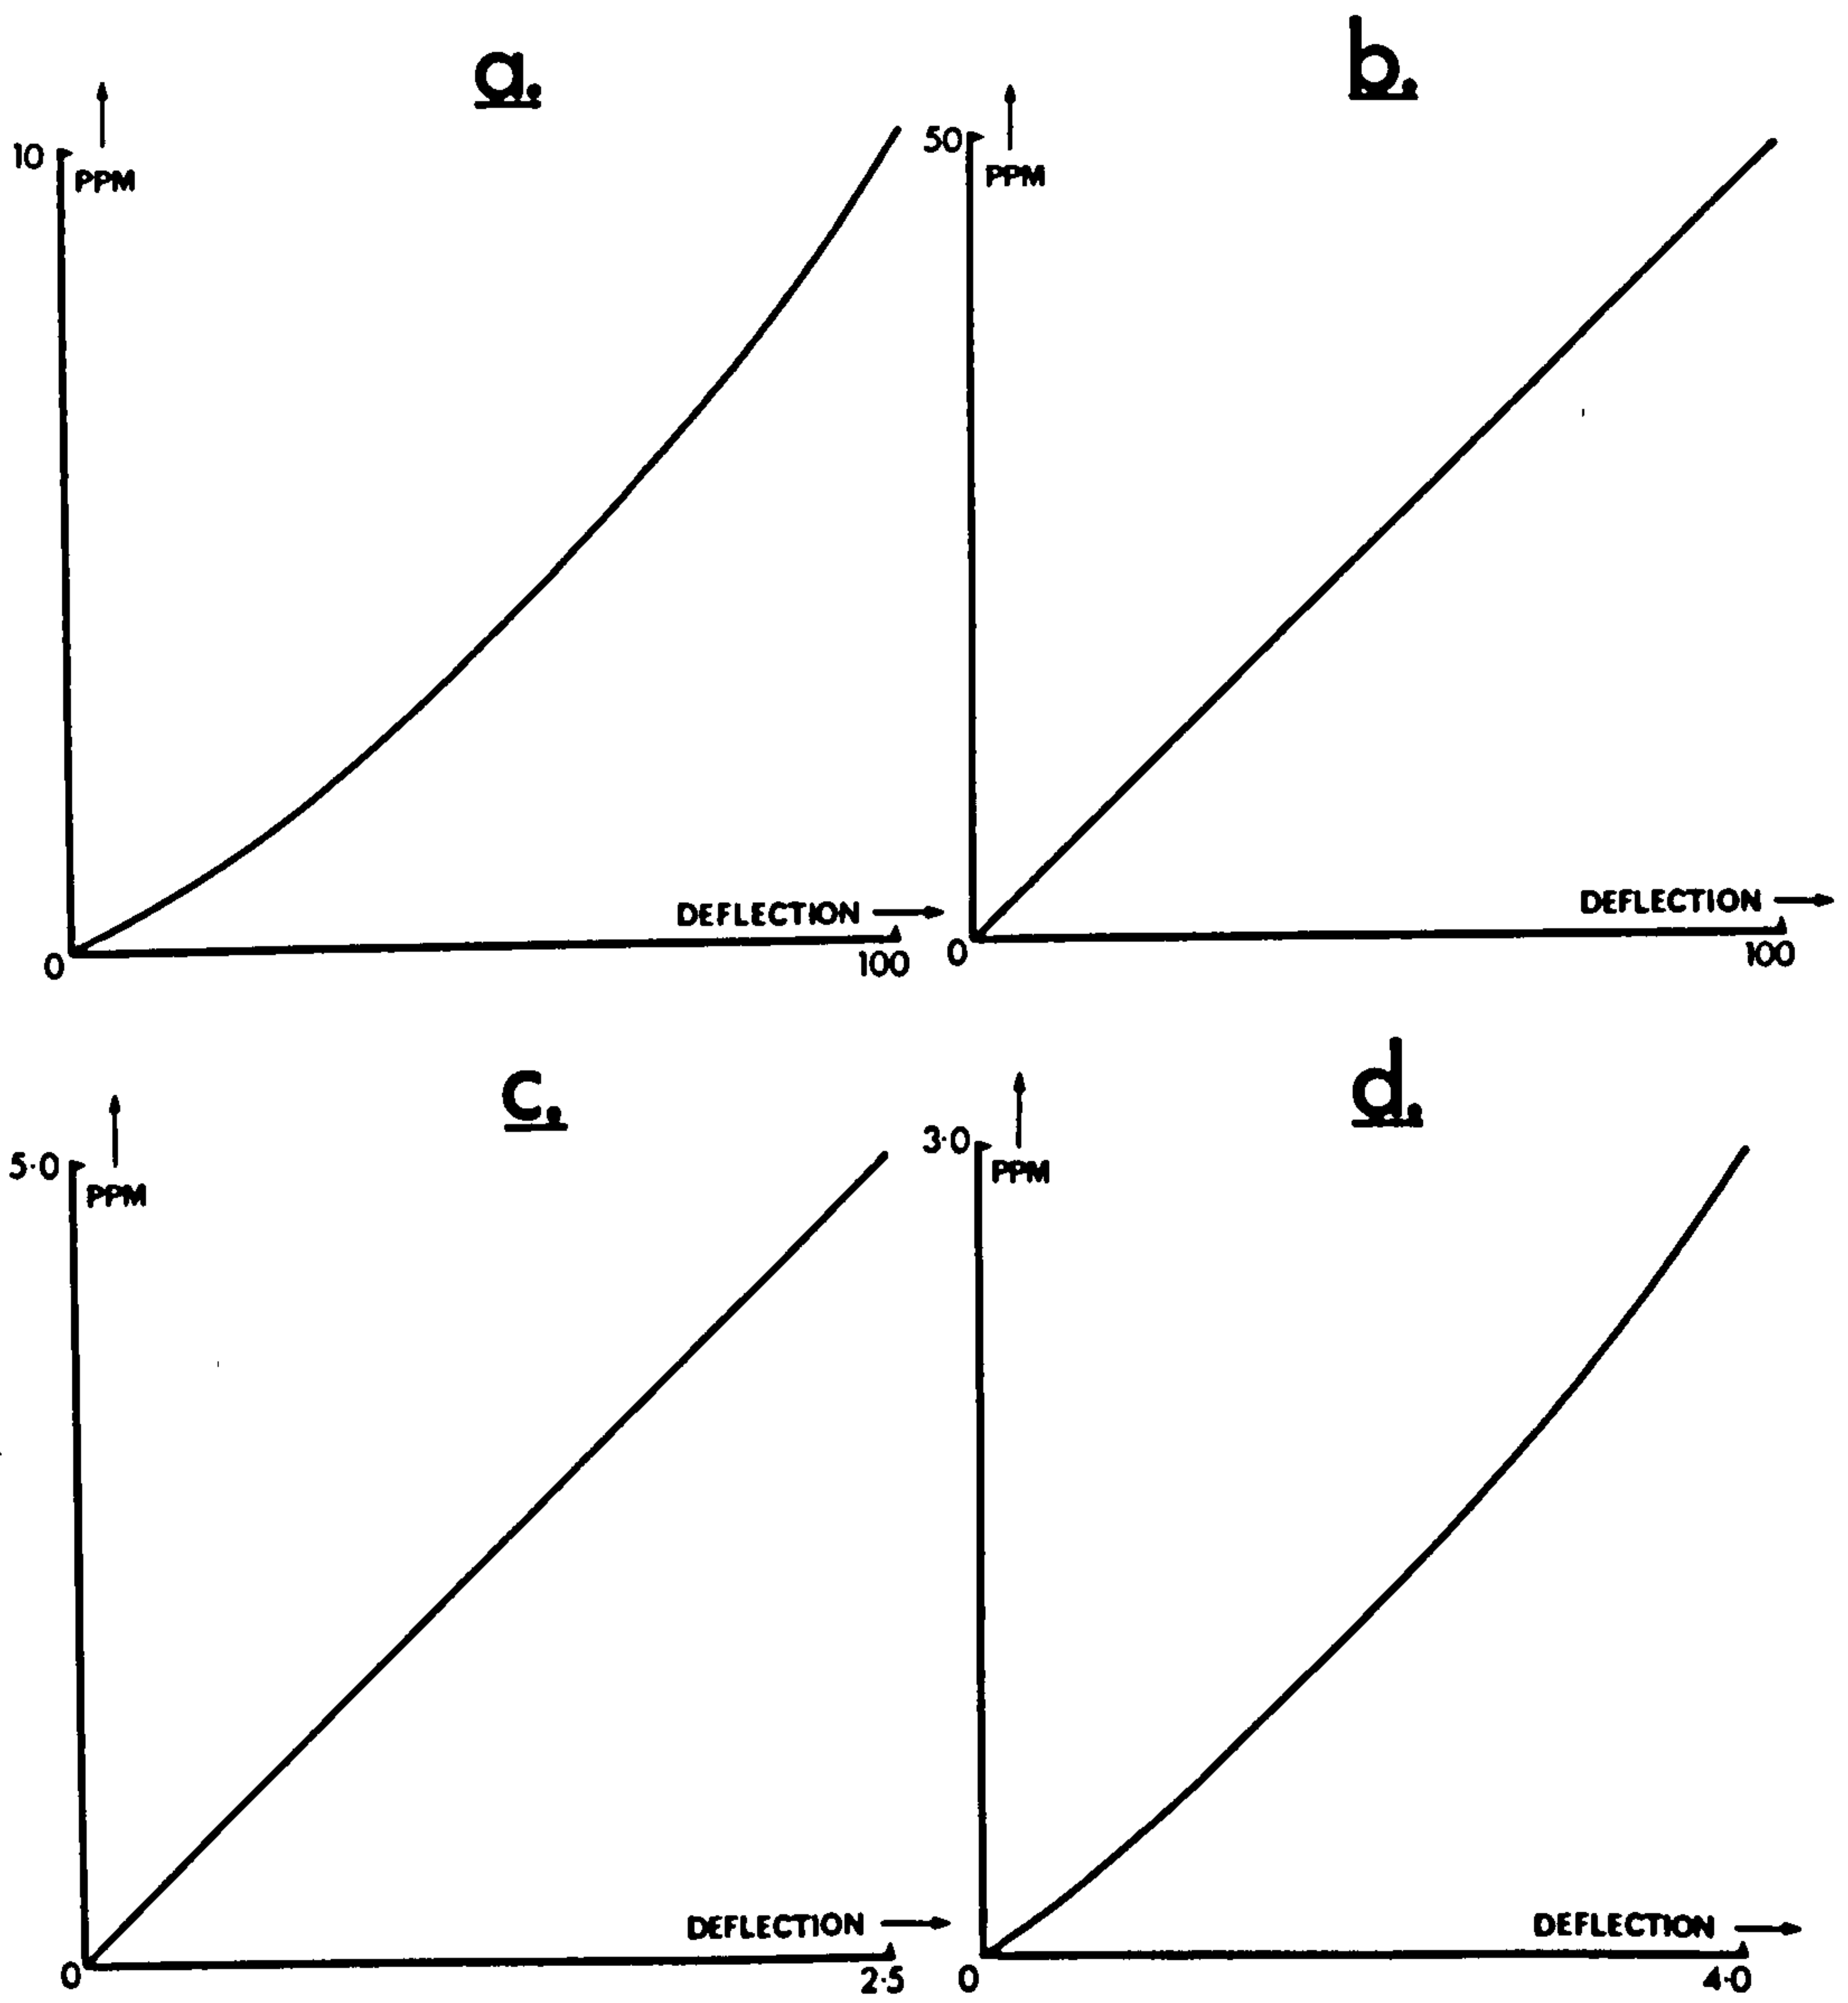 a.
10
PPM
DEFLECTION
0
100
b.
50
PPM
DEFLECTION
0
100
c.
5·0
PPM
DEFLECTION
0
2·5
d.
3·0
PPM
DEFLECTION
0
4·0